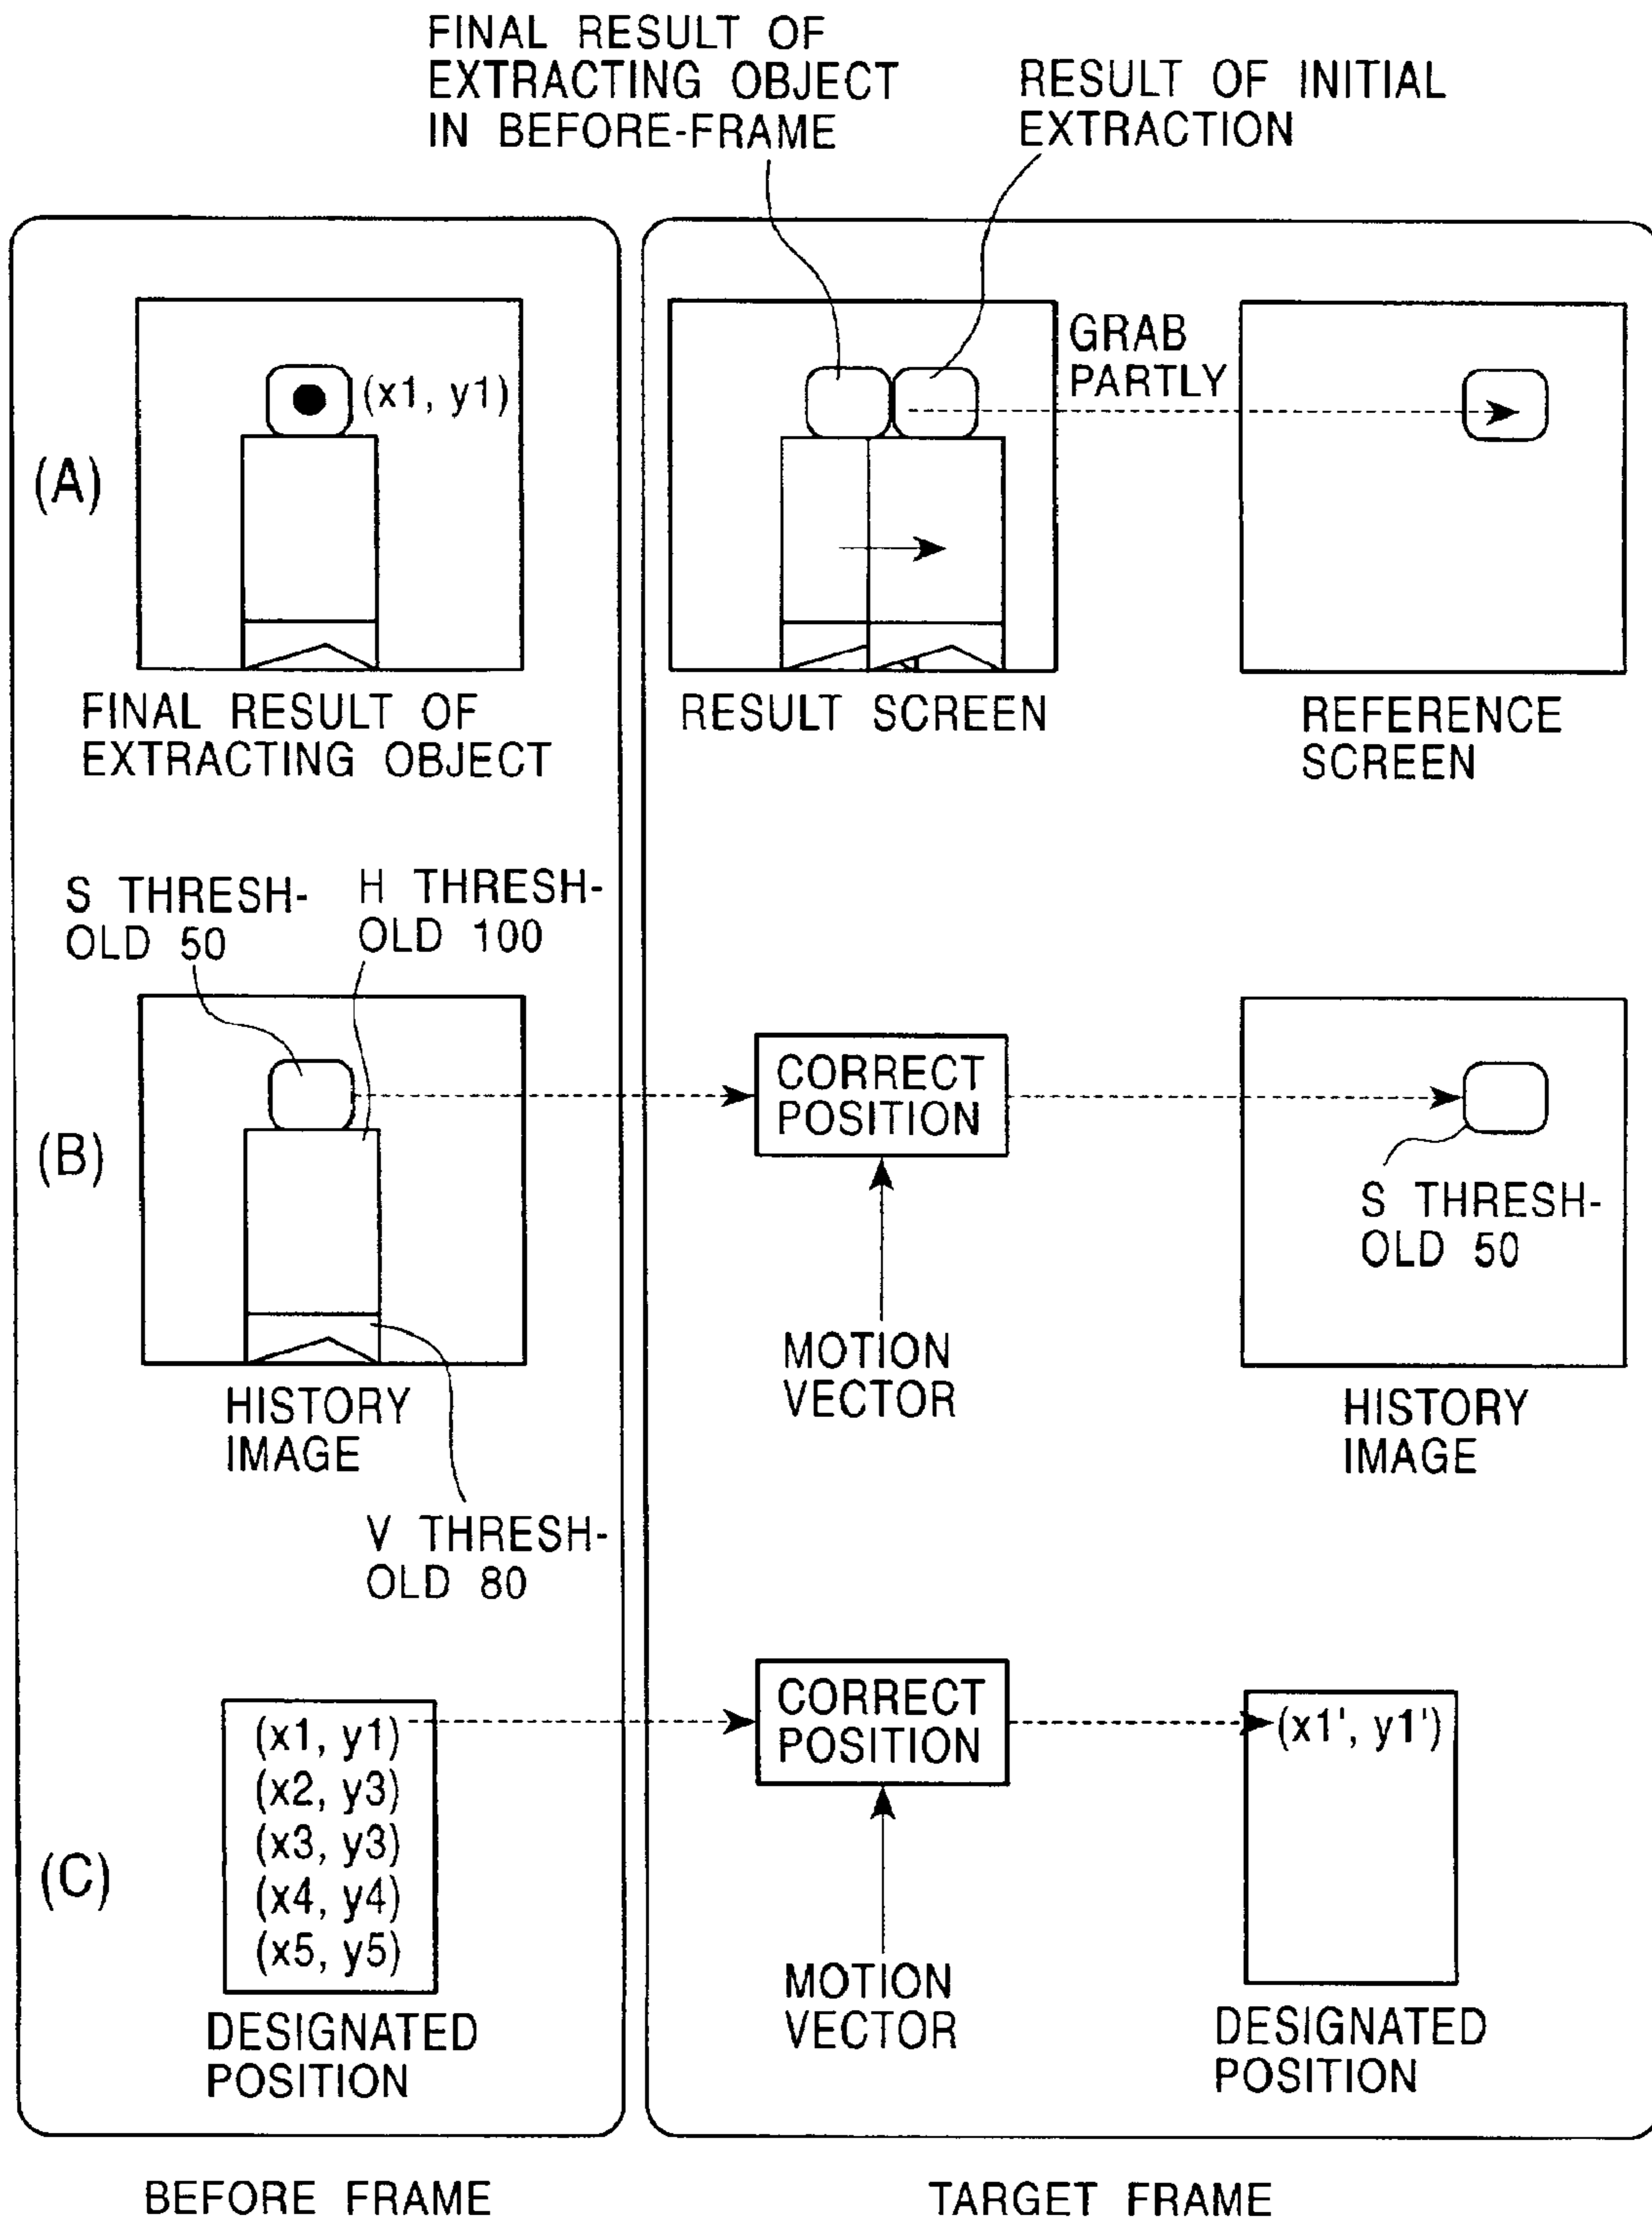 FINAL RESULT OF
EXTRACTING OBJECT
IN BEFORE-FRAME
RESULT OF INITIAL
EXTRACTION
(A)
(x1, y1)
FINAL RESULT OF
EXTRACTING OBJECT
GRAB
PARTLY
RESULT SCREEN
REFERENCE
SCREEN
S THRESH-
OLD 50
H THRESH-
OLD 100
(B)
HISTORY
IMAGE
V THRESH-
OLD 80
CORRECT
POSITION
MOTION
VECTOR
S THRESH-
OLD 50
HISTORY
IMAGE
(C)
(x1, y1)
(x2, y3)
(x3, y3)
(x4, y4)
(x5, y5)
DESIGNATED
POSITION
CORRECT
POSITION
MOTION
VECTOR
(x1', y1')
DESIGNATED
POSITION
BEFORE FRAME
TARGET FRAME